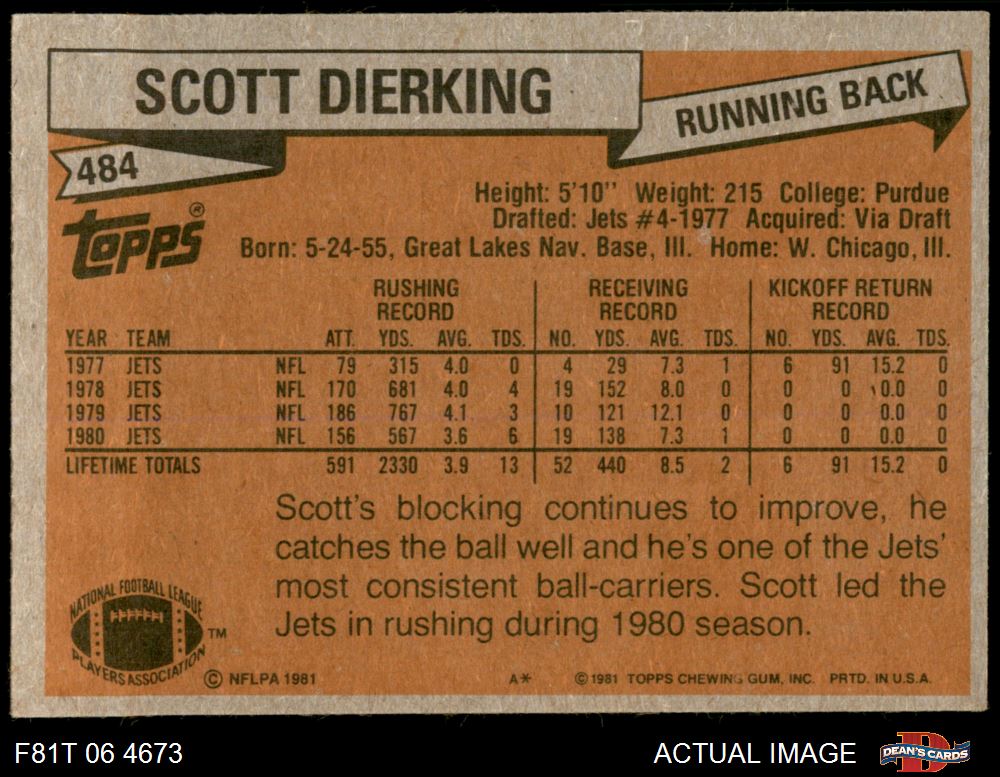 SCOTT DIERKING
RUNNING BACK
484
topps®
Height: 5'10" Weight: 215 College: Purdue
Drafted: Jets #4-1977 Acquired: Via Draft
Born: 5-24-55, Great Lakes Nav. Base, Ill. Home: W. Chicago, Ill.
RUSHING RECORD RECEIVING RECORD KICKOFF RETURN RECORD
YEAR TEAM ATT. YDS. AVG. TDS. NO. YDS. AVG. TDS. NO. YDS. AVG. TDS.
1977 JETS NFL 79 315 4.0 0 4 29 7.3 1 6 91 15.2 0
1978 JETS NFL 170 681 4.0 4 19 152 8.0 0 0 0 0.0 0
1979 JETS NFL 186 767 4.1 3 10 121 12.1 0 0 0 0.0 0
1980 JETS NFL 156 567 3.6 6 19 138 7.3 1 0 0 0.0 0
LIFETIME TOTALS 591 2330 3.9 13 52 440 8.5 2 6 91 15.2 0
Scott's blocking continues to improve, he
catches the ball well and he's one of the Jets'
most consistent ball-carriers. Scott led the
Jets in rushing during 1980 season.
NATIONAL FOOTBALL LEAGUE
PLAYERS ASSOCIATION
TM
© NFLPA 1981 A* © 1981 TOPPS CHEWING GUM, INC. PRTD. IN U.S.A.
F81T 06 4673 ACTUAL IMAGE D DEAN'S CARDS